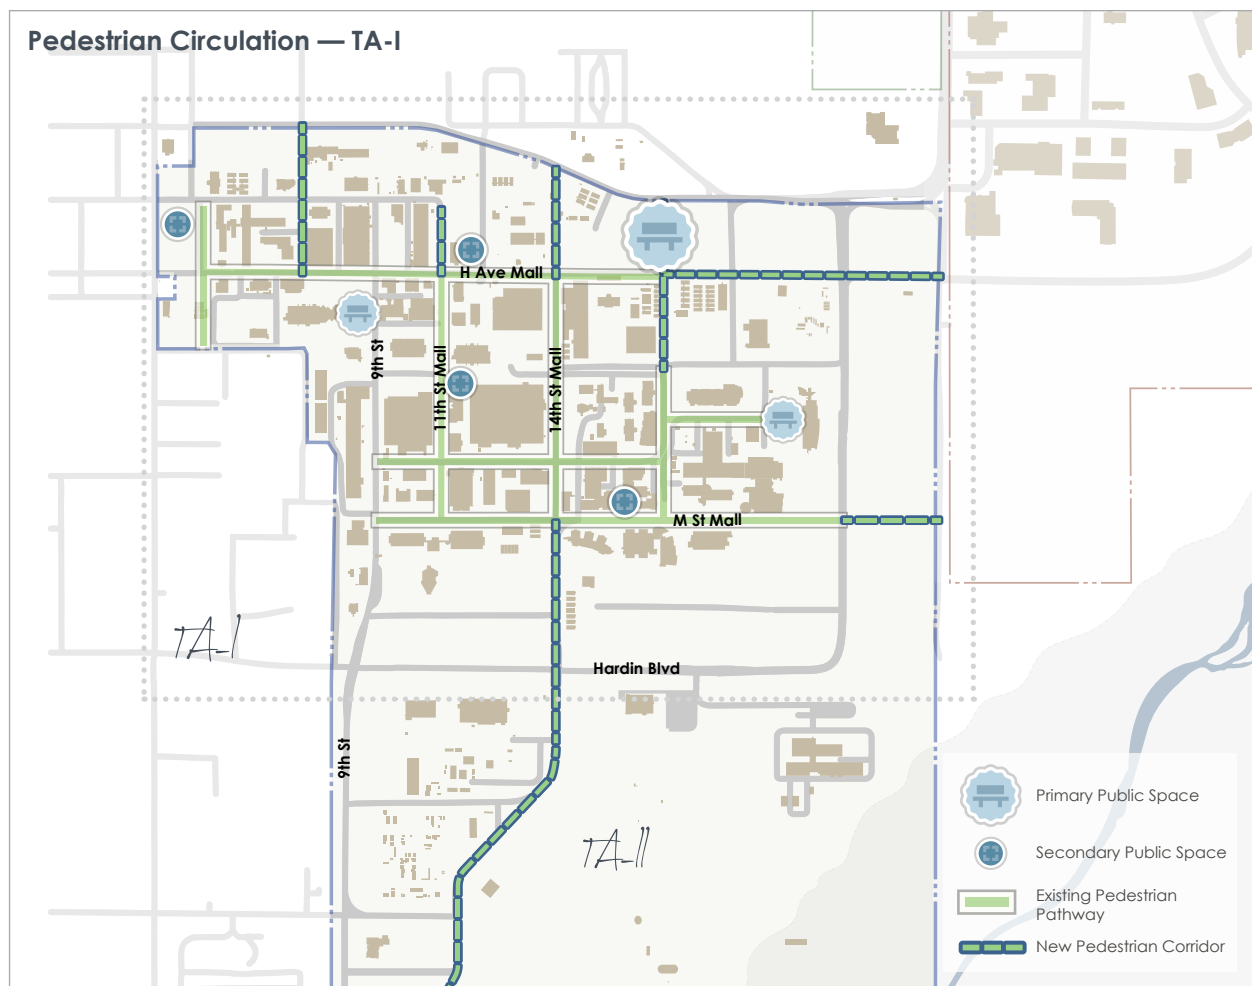 Pedestrian Circulation — TA-I
H Ave Mall
9th St
11th St Mall
14th St Mall
M St Mall
TA-I
Hardin Blvd
9th St
TA-II
Primary Public Space
Secondary Public Space
Existing Pedestrian
Pathway
New Pedestrian Corridor